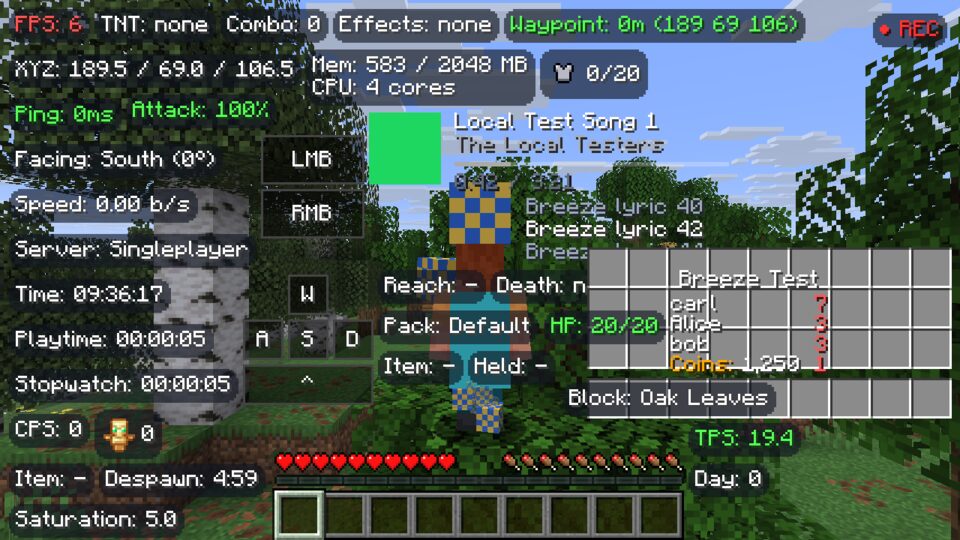 FPS: 6 TNT: none Combo: 0 Effects: none Waypoint: 0m (189 69 106) REC
XYZ: 189.5 / 69.0 / 106.5 Mem: 583 / 2048 MB
CPU: 4 cores
0/20
Ping: 0ms Attack: 100%
Local Test Song 1
The Local Testers
Facing: South (0°) LMB
Speed: 0.00 b/s RMB
Breeze lyric 40
Breeze lyric 42
Breeze
Server: Singleplayer
Reach: - Death: n
Breeze Test
Time: 09:36:17 W
carl 7
Alice 3
bob 3
Coins: 1,250 1
Pack: Default HP: 20/20
Playtime: 00:00:05 A S D
Item: - Held: -
Stopwatch: 00:00:05 ^
Block: Oak Leaves
CPS: 0 0
TPS: 19.4
Item: - Despawn: 4:59
Day: 0
Saturation: 5.0